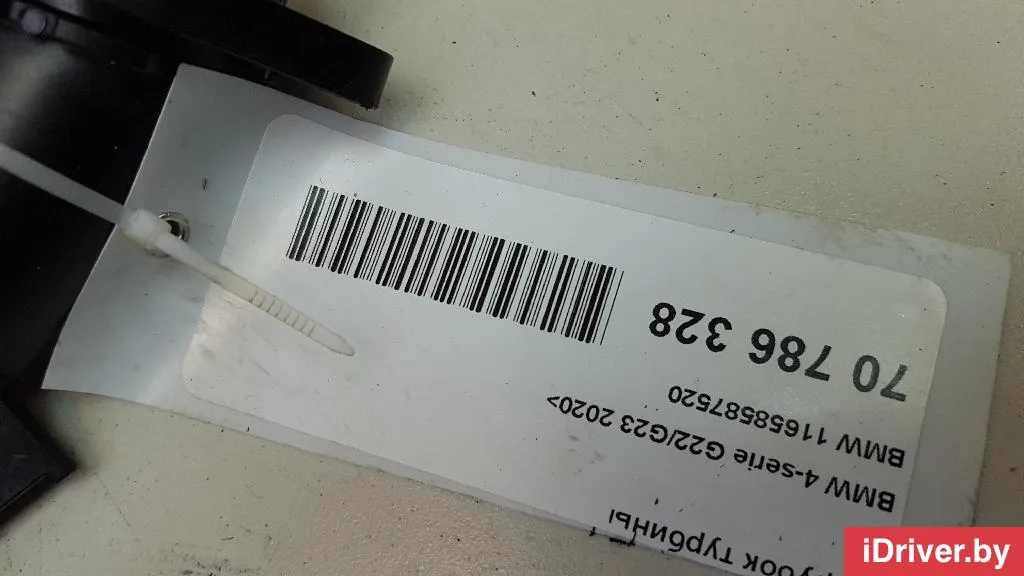 70 786 328
BMW 11658587520
BMW 4-serie G22/G23 2020>
турбины
iDriver.by